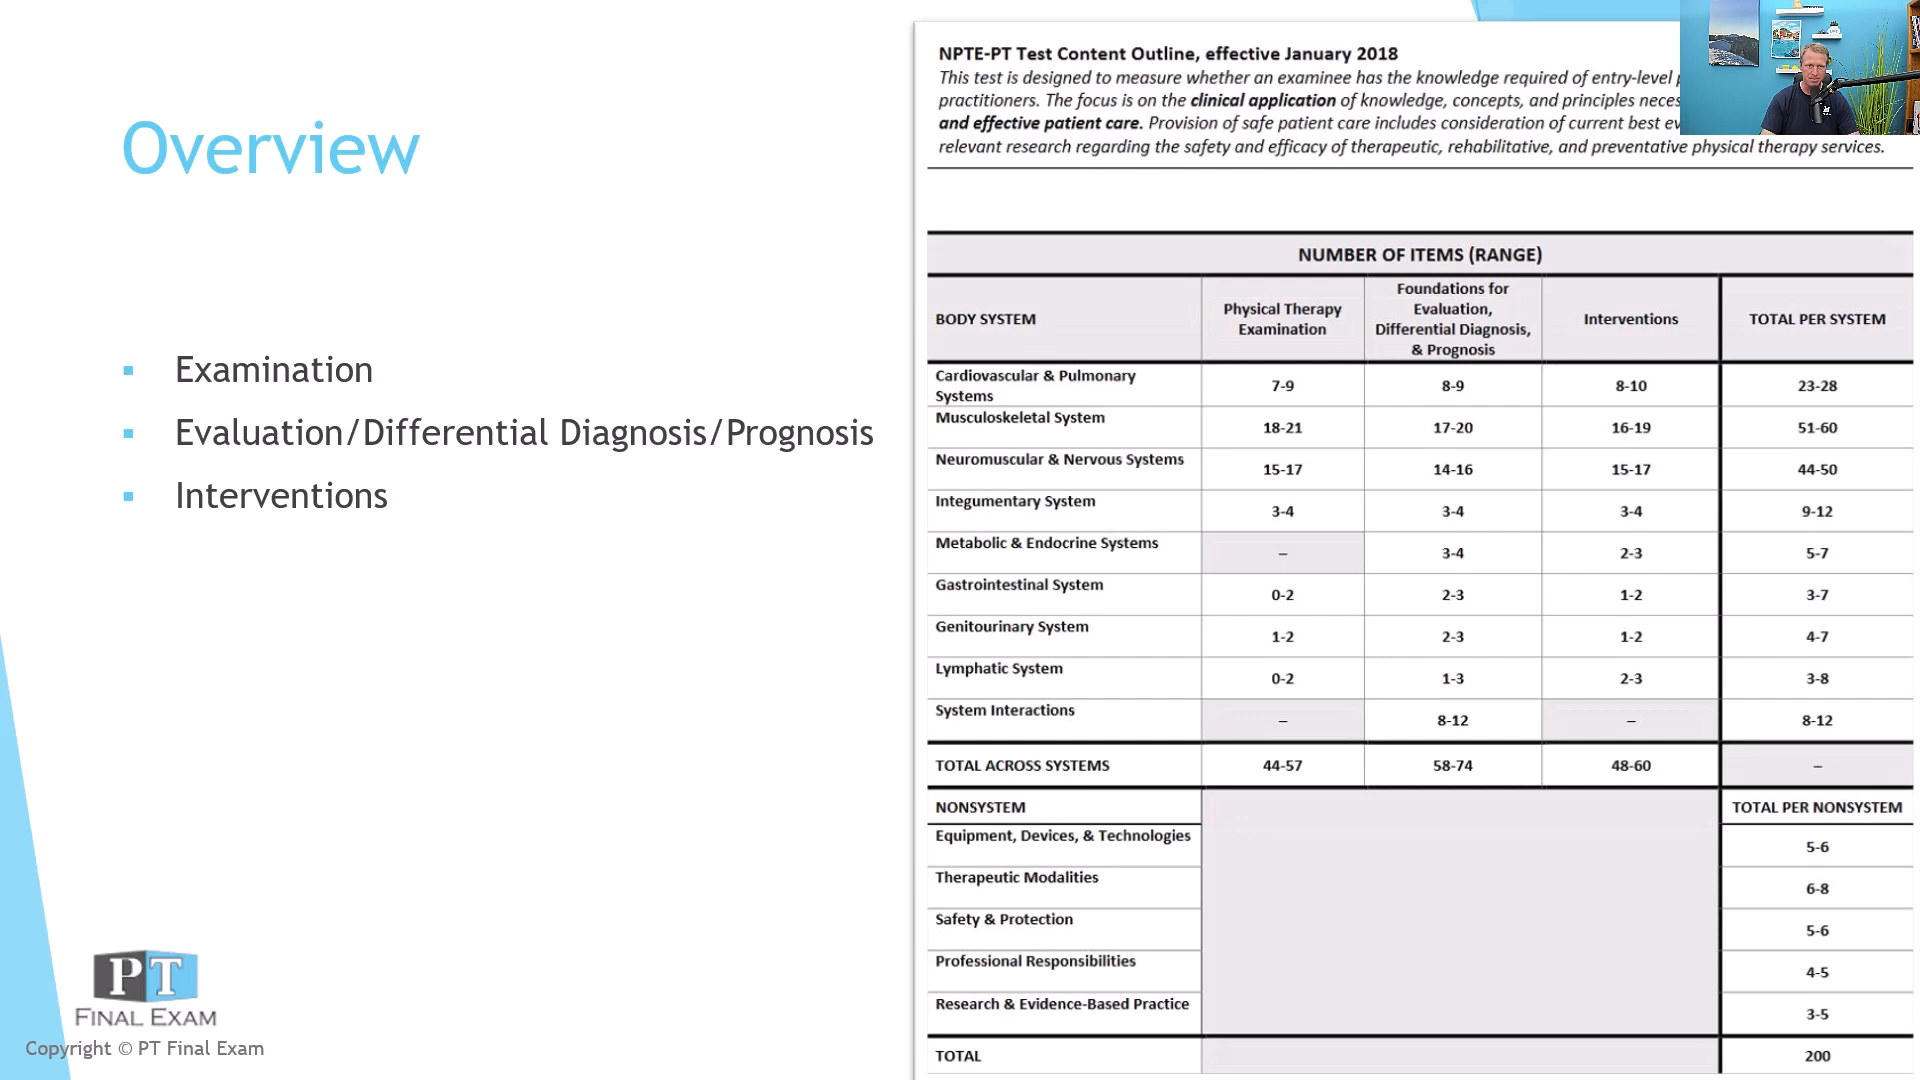 Overview
▪ Examination
▪ Evaluation/Differential Diagnosis/Prognosis
▪ Interventions
PT
FINAL EXAM
Copyright © PT Final Exam
NPTE-PT Test Content Outline, effective January 2018
This test is designed to measure whether an examinee has the knowledge required of entry-level
practitioners. The focus is on the clinical application of knowledge, concepts, and principles
and effective patient care. Provision of safe patient care includes consideration of current best
relevant research regarding the safety and efficacy of therapeutic, rehabilitative, and preventative physical therapy services.
NUMBER OF ITEMS (RANGE)
BODY SYSTEM
Physical Therapy
Examination
Foundations for
Evaluation,
Differential Diagnosis,
& Prognosis
Interventions
TOTAL PER SYSTEM
Cardiovascular & Pulmonary
Systems
7-9 8-9 8-10 23-28
Musculoskeletal System 18-21 17-20 16-19 51-60
Neuromuscular & Nervous Systems 15-17 14-16 15-17 44-50
Integumentary System 3-4 3-4 3-4 9-12
Metabolic & Endocrine Systems – 3-4 2-3 5-7
Gastrointestinal System 0-2 2-3 1-2 3-7
Genitourinary System 1-2 2-3 1-2 4-7
Lymphatic System 0-2 1-3 2-3 3-8
System Interactions – 8-12 – 8-12
TOTAL ACROSS SYSTEMS 44-57 58-74 48-60 –
NONSYSTEM TOTAL PER NONSYSTEM
Equipment, Devices, & Technologies 5-6
Therapeutic Modalities 6-8
Safety & Protection 5-6
Professional Responsibilities 4-5
Research & Evidence-Based Practice 3-5
TOTAL 200